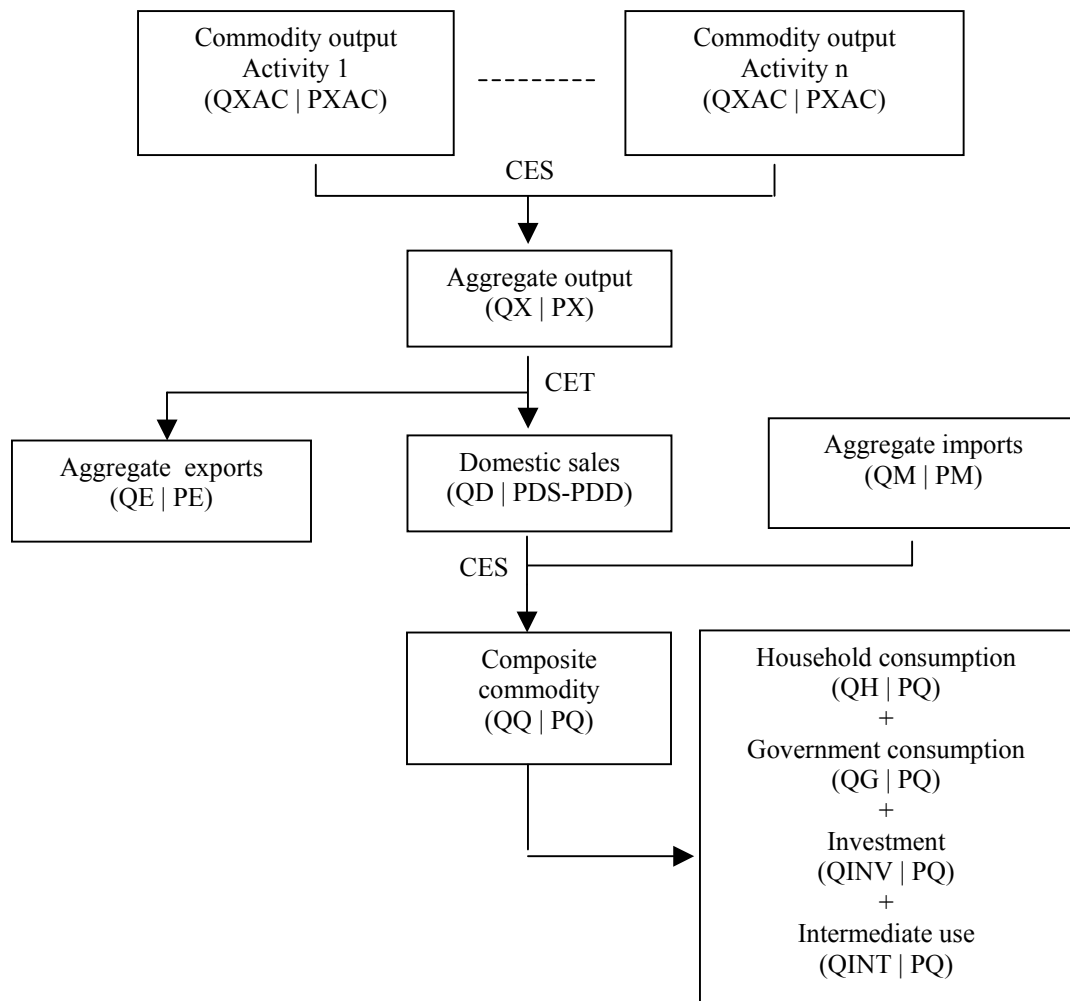 Commodity output
Activity 1
(QXAC | PXAC)
Commodity output
Activity n
(QXAC | PXAC)
CES
Aggregate output
(QX | PX)
CET
Aggregate exports
(QE | PE)
Domestic sales
(QD | PDS-PDD)
Aggregate imports
(QM | PM)
CES
Composite
commodity
(QQ | PQ)
Household consumption
(QH | PQ)
+
Government consumption
(QG | PQ)
+
Investment
(QINV | PQ)
+
Intermediate use
(QINT | PQ)